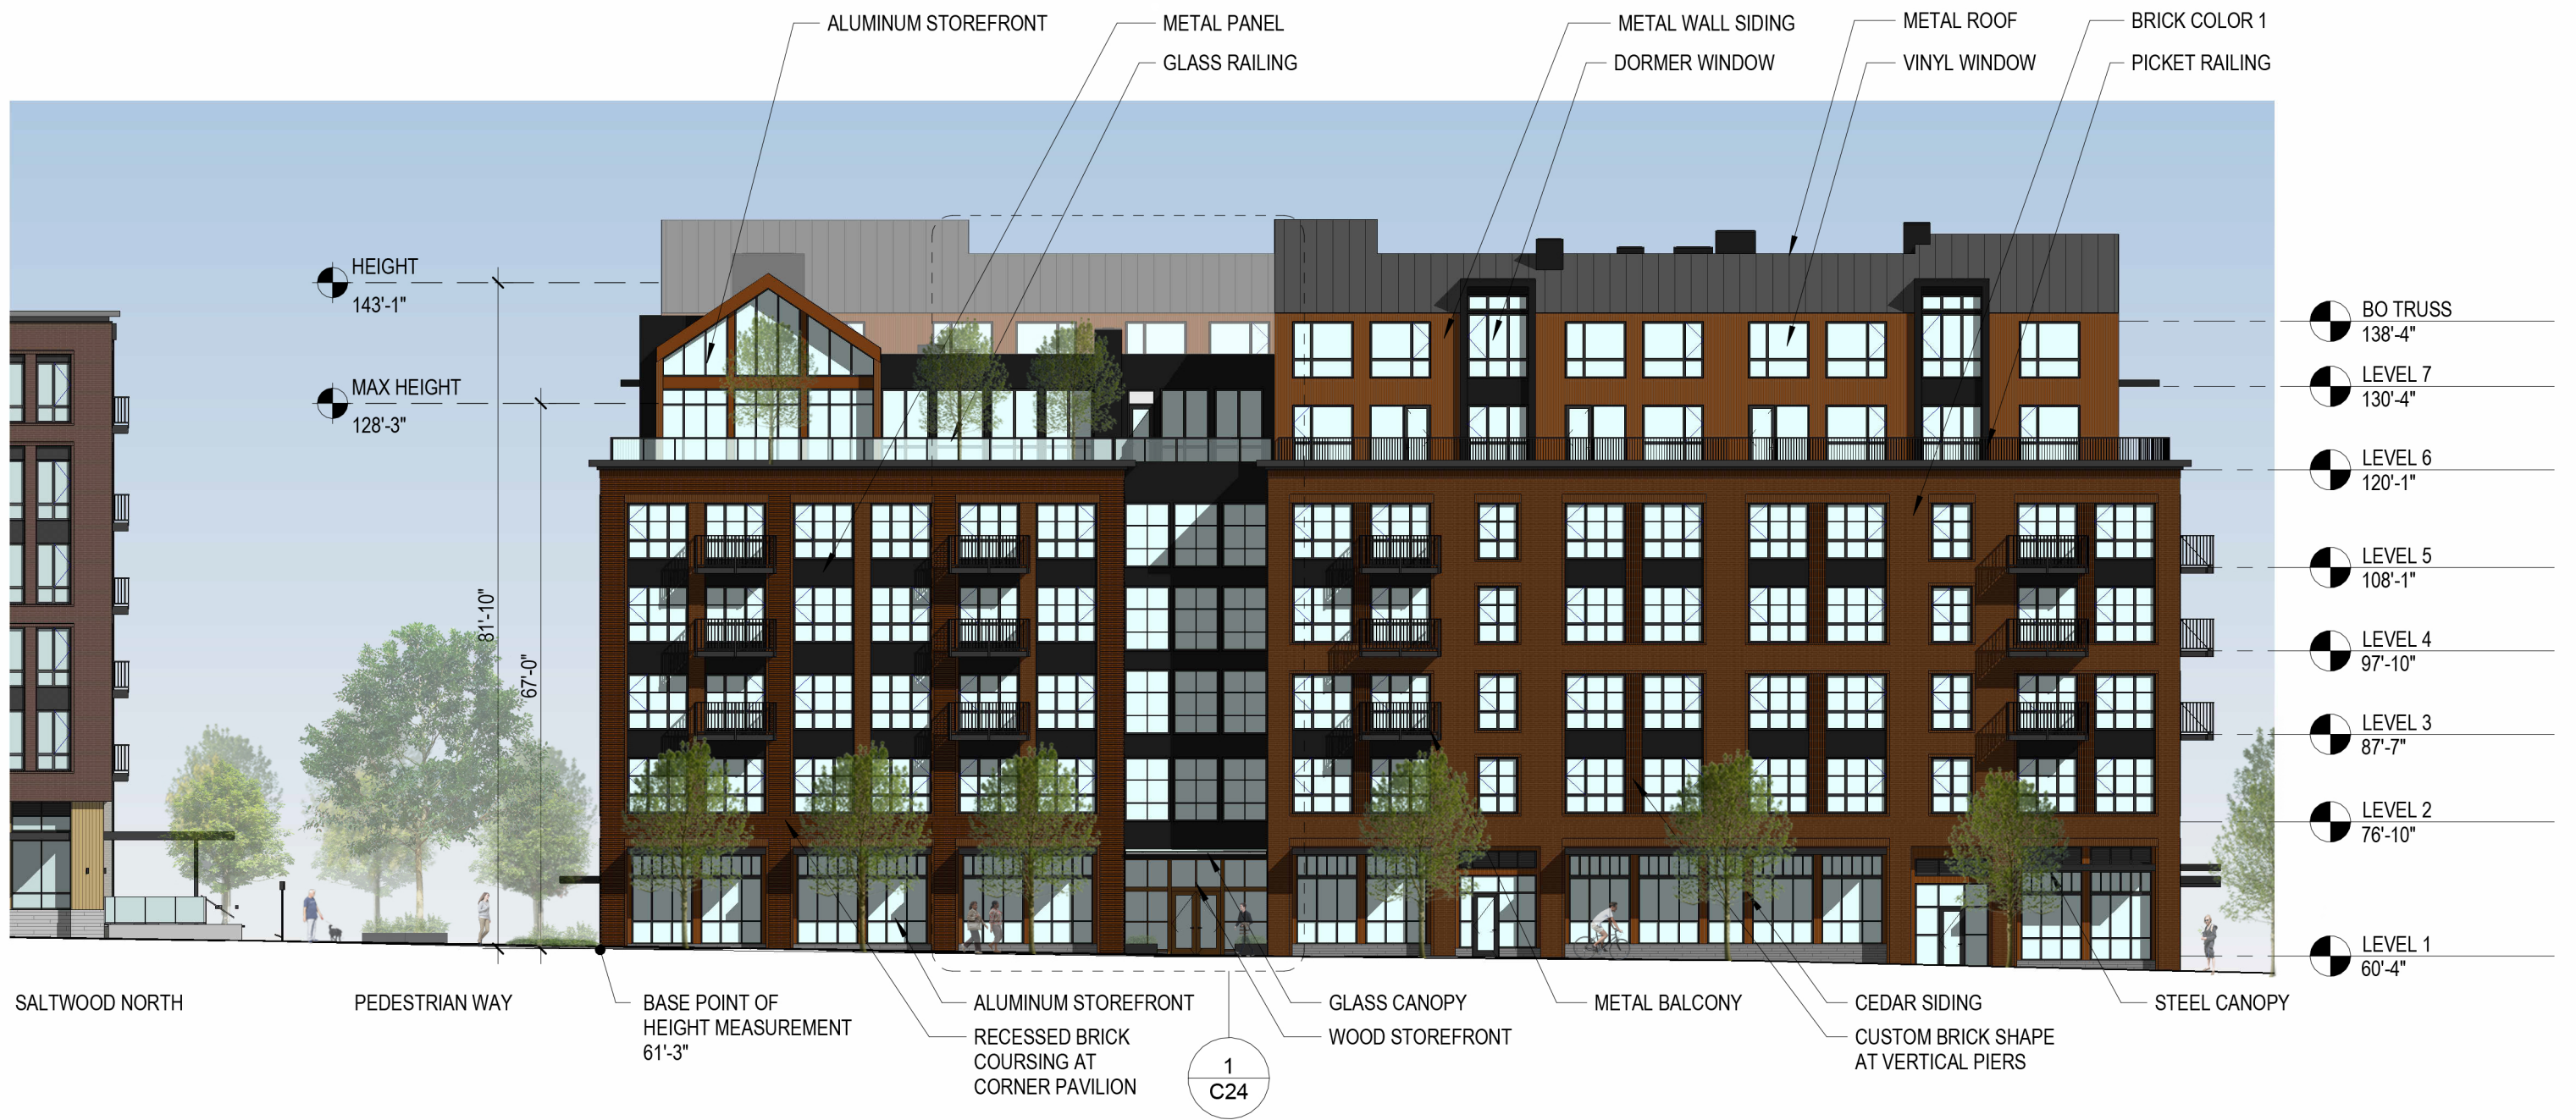 ALUMINUM STOREFRONT
METAL PANEL
METAL WALL SIDING
METAL ROOF
BRICK COLOR 1
GLASS RAILING
DORMER WINDOW
VINYL WINDOW
PICKET RAILING
HEIGHT
143'-1"
MAX HEIGHT
128'-3"
81'-10"
67'-0"
BO TRUSS
138'-4"
LEVEL 7
130'-4"
LEVEL 6
120'-1"
LEVEL 5
108'-1"
LEVEL 4
97'-10"
LEVEL 3
87'-7"
LEVEL 2
76'-10"
LEVEL 1
60'-4"
SALTWOOD NORTH
PEDESTRIAN WAY
BASE POINT OF
HEIGHT MEASUREMENT
61'-3"
ALUMINUM STOREFRONT
RECESSED BRICK
COURSING AT
CORNER PAVILION
1
C24
GLASS CANOPY
WOOD STOREFRONT
METAL BALCONY
CEDAR SIDING
CUSTOM BRICK SHAPE
AT VERTICAL PIERS
STEEL CANOPY